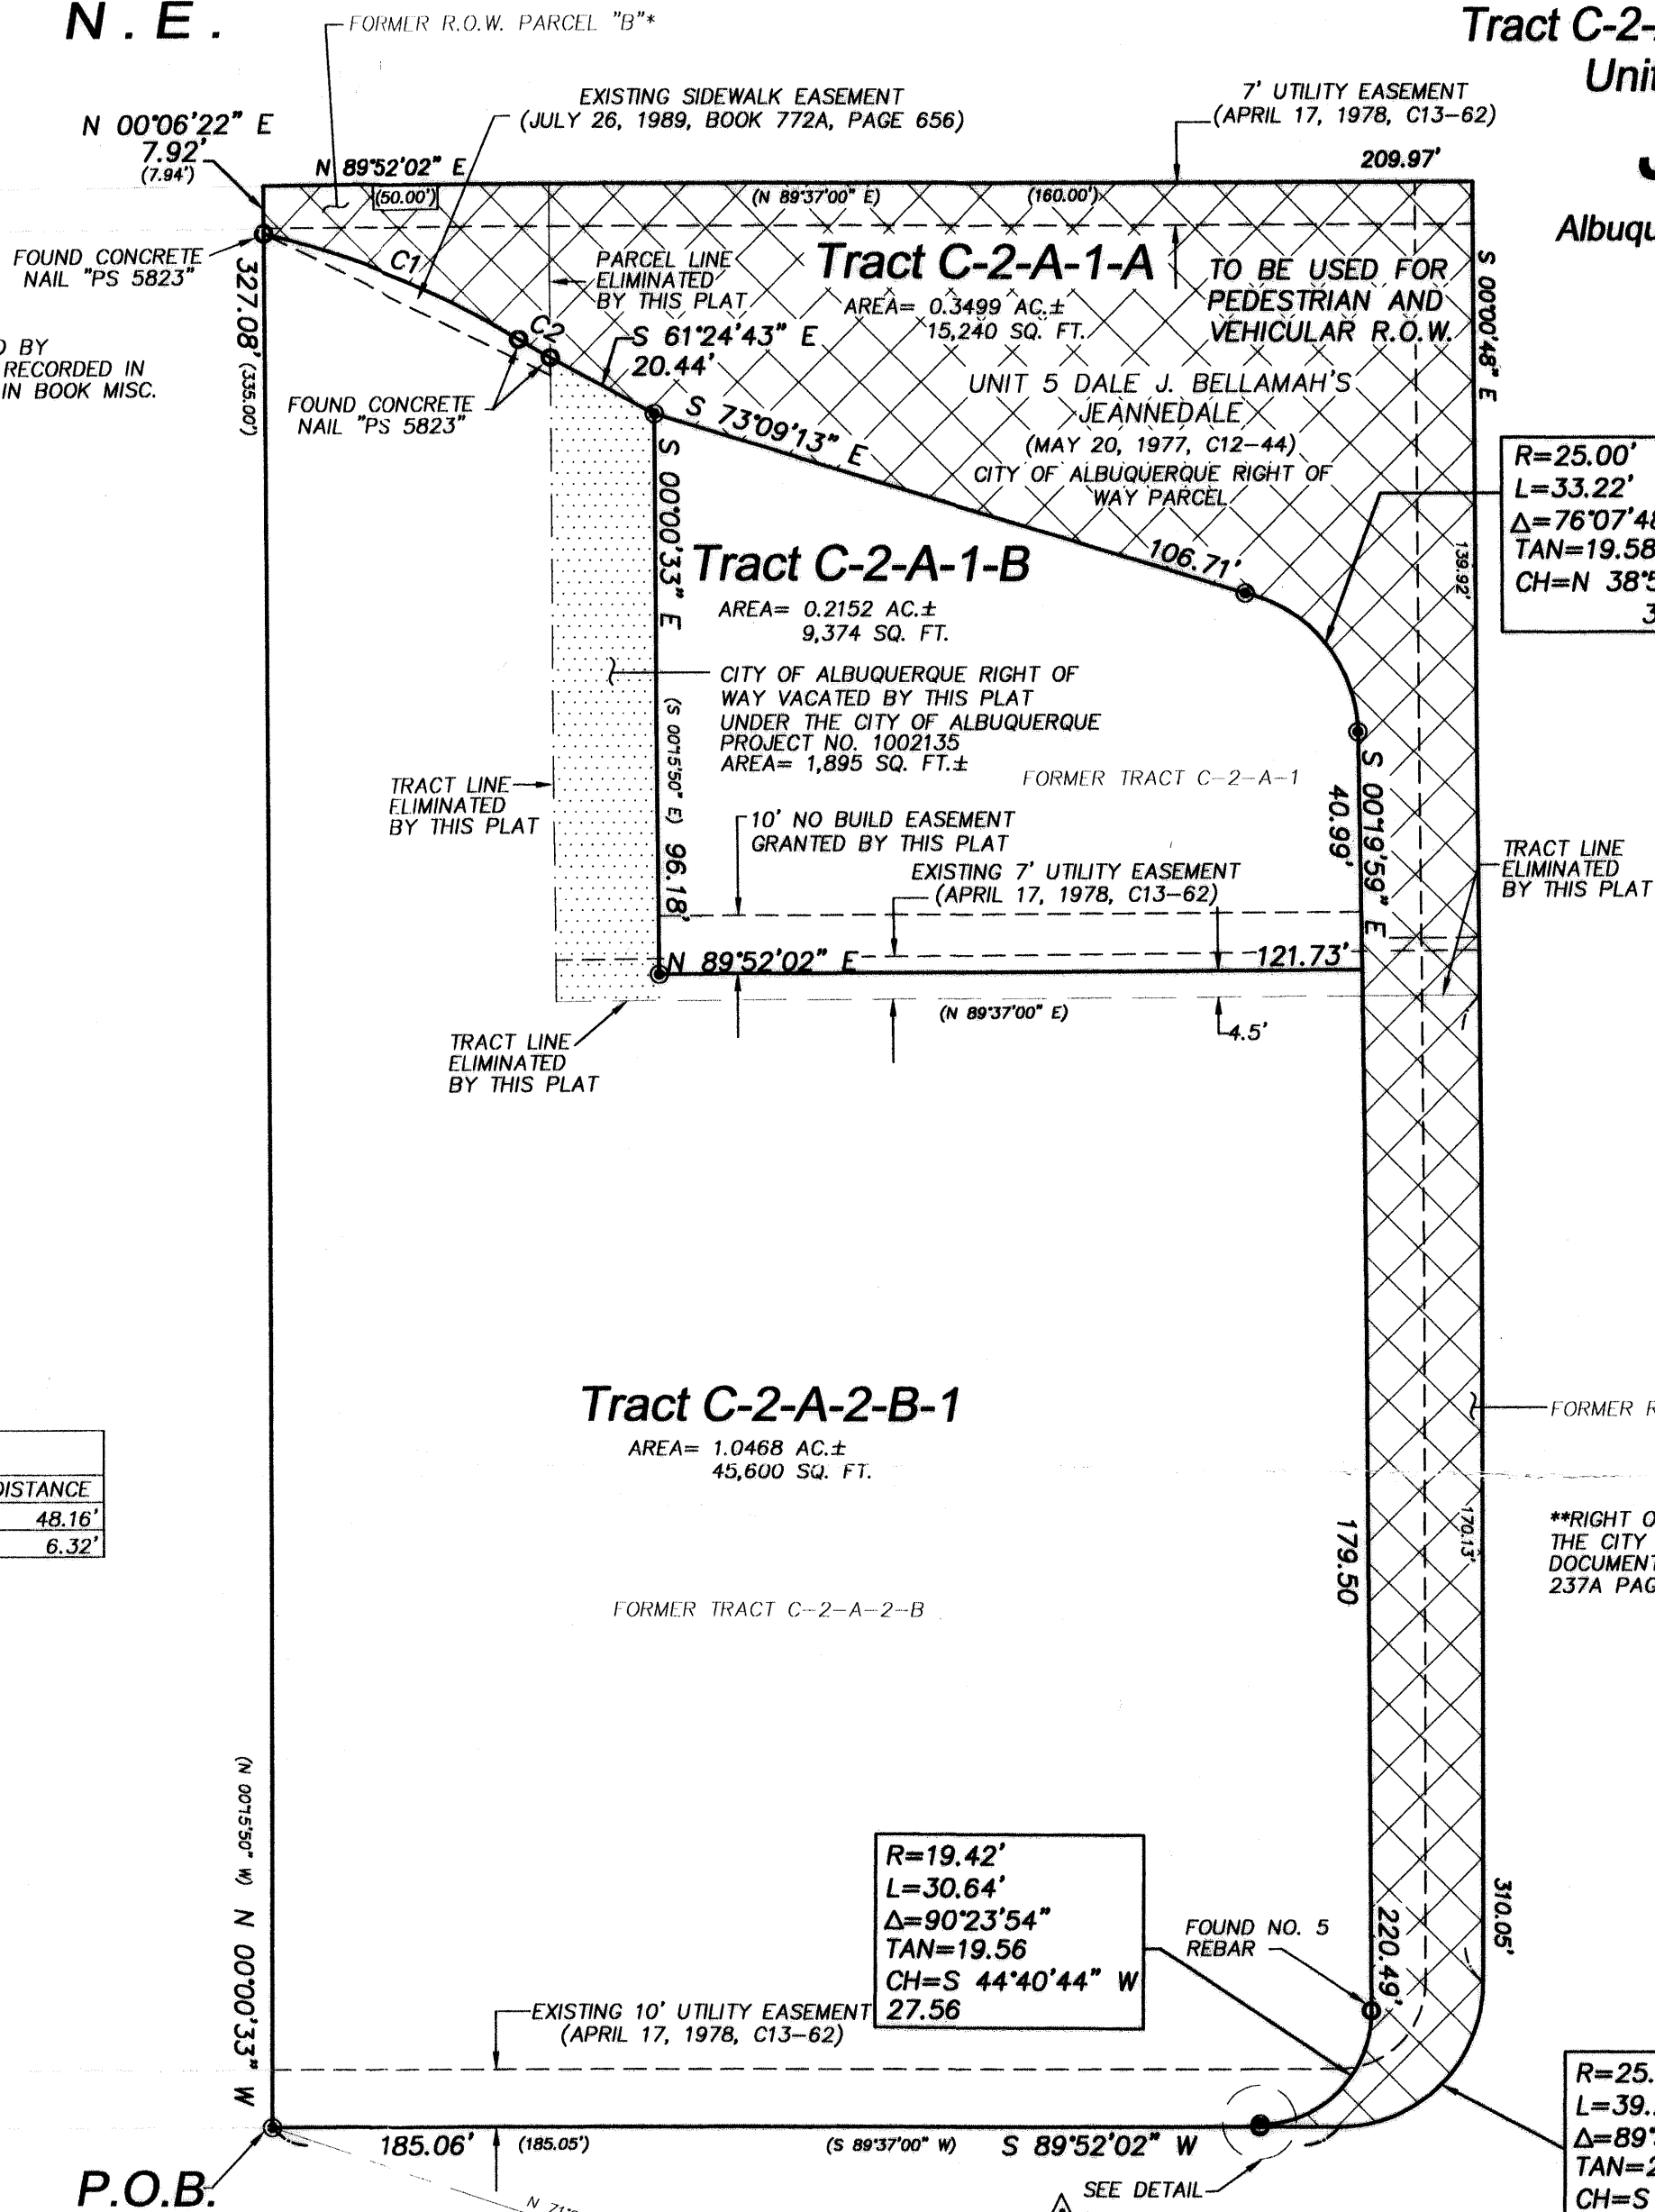 N . E .
FORMER R.O.W. PARCEL "B"*
Tract C-2-
Unit
EXISTING SIDEWALK EASEMENT
(JULY 26, 1989, BOOK 772A, PAGE 656)
7' UTILITY EASEMENT
(APRIL 17, 1978, C13-62)
N 00°06'22" E
7.92'
(7.94')
N 89°52'02" E
209.97'
(50.00')
(N 89°37'00" E)
(160.00')
Albuqu
FOUND CONCRETE
NAIL "PS 5823"
C1
PARCEL LINE
ELIMINATED
BY THIS PLAT
Tract C-2-A-1-A
AREA= 0.3499 AC.±
15,240 SQ. FT.
TO BE USED FOR
PEDESTRIAN AND
VEHICULAR R.O.W.
S 00°00'48" E
327.08' (335.00')
C2
S 61°24'43" E
20.44'
D BY
RECORDED IN
IN BOOK MISC.
FOUND CONCRETE
NAIL "PS 5823"
UNIT 5 DALE J. BELLAMAH'S
JEANNEDALE
(MAY 20, 1977, C12-44)
CITY OF ALBUQUERQUE RIGHT OF
WAY PARCEL
S 73°09'13" E
106.71'
R=25.00'
L=33.22'
Δ=76°07'48
TAN=19.58
CH=N 38°5
3
139.92'
S 00°00'33" E
(S 00°15'50" E) 96.18'
Tract C-2-A-1-B
AREA= 0.2152 AC.±
9,374 SQ. FT.
CITY OF ALBUQUERQUE RIGHT OF
WAY VACATED BY THIS PLAT
UNDER THE CITY OF ALBUQUERQUE
PROJECT NO. 1002135
AREA= 1,895 SQ. FT.±
FORMER TRACT C-2-A-1
S 00°19'59" E
40.99'
TRACT LINE
ELIMINATED
BY THIS PLAT
10' NO BUILD EASEMENT
GRANTED BY THIS PLAT
EXISTING 7' UTILITY EASEMENT
(APRIL 17, 1978, C13-62)
TRACT LINE
ELIMINATED
BY THIS PLAT
N 89°52'02" E
121.73'
(N 89°37'00" E)
4.5'
TRACT LINE
ELIMINATED
BY THIS PLAT
Tract C-2-A-2-B-1
AREA= 1.0468 AC.±
45,600 SQ. FT.
FORMER R
DISTANCE
48.16'
6.32'
179.50
170.13'
**RIGHT O
THE CITY
DOCUMENT
237A PAG
FORMER TRACT C-2-A-2-B
(N 00°15'50" W) N 00°00'33" W
R=19.42'
L=30.64'
Δ=90°23'54"
TAN=19.56
CH=S 44°40'44" W
27.56
FOUND NO. 5
REBAR
220.49'
310.05'
EXISTING 10' UTILITY EASEMENT
(APRIL 17, 1978, C13-62)
R=25.
L=39.
Δ=89°
TAN=2
CH=S
185.06'
(185.05')
(S 89°37'00" W)
S 89°52'02" W
P.O.B.
SEE DETAIL
N 71°